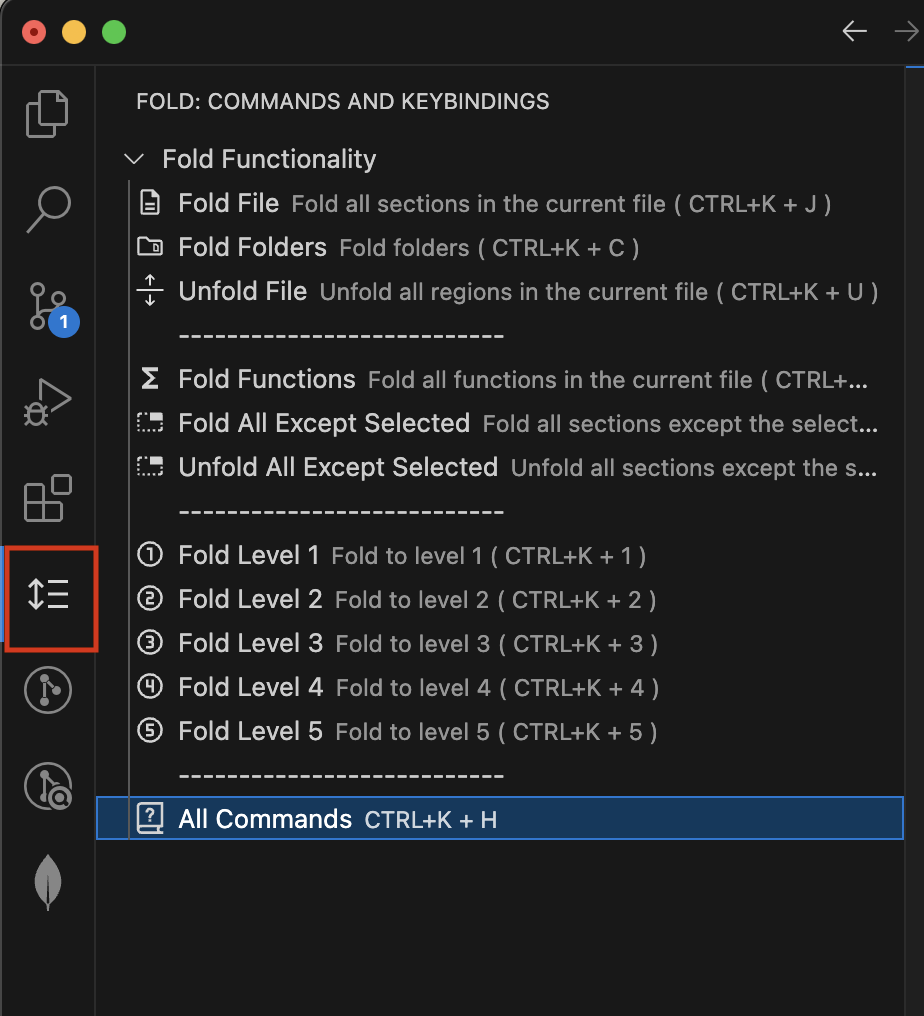 FOLD: COMMANDS AND KEYBINDINGS
Fold Functionality
Fold File Fold all sections in the current file ( CTRL+K + J )
Fold Folders Fold folders ( CTRL+K + C )
Unfold File Unfold all regions in the current file ( CTRL+K + U )
---------------------------
1
Fold Functions Fold all functions in the current file ( CTRL+...
Fold All Except Selected Fold all sections except the select...
Unfold All Except Selected Unfold all sections except the s...
---------------------------
1 Fold Level 1 Fold to level 1 ( CTRL+K + 1 )
2 Fold Level 2 Fold to level 2 ( CTRL+K + 2 )
3 Fold Level 3 Fold to level 3 ( CTRL+K + 3 )
4 Fold Level 4 Fold to level 4 ( CTRL+K + 4 )
5 Fold Level 5 Fold to level 5 ( CTRL+K + 5 )
---------------------------
All Commands CTRL+K + H